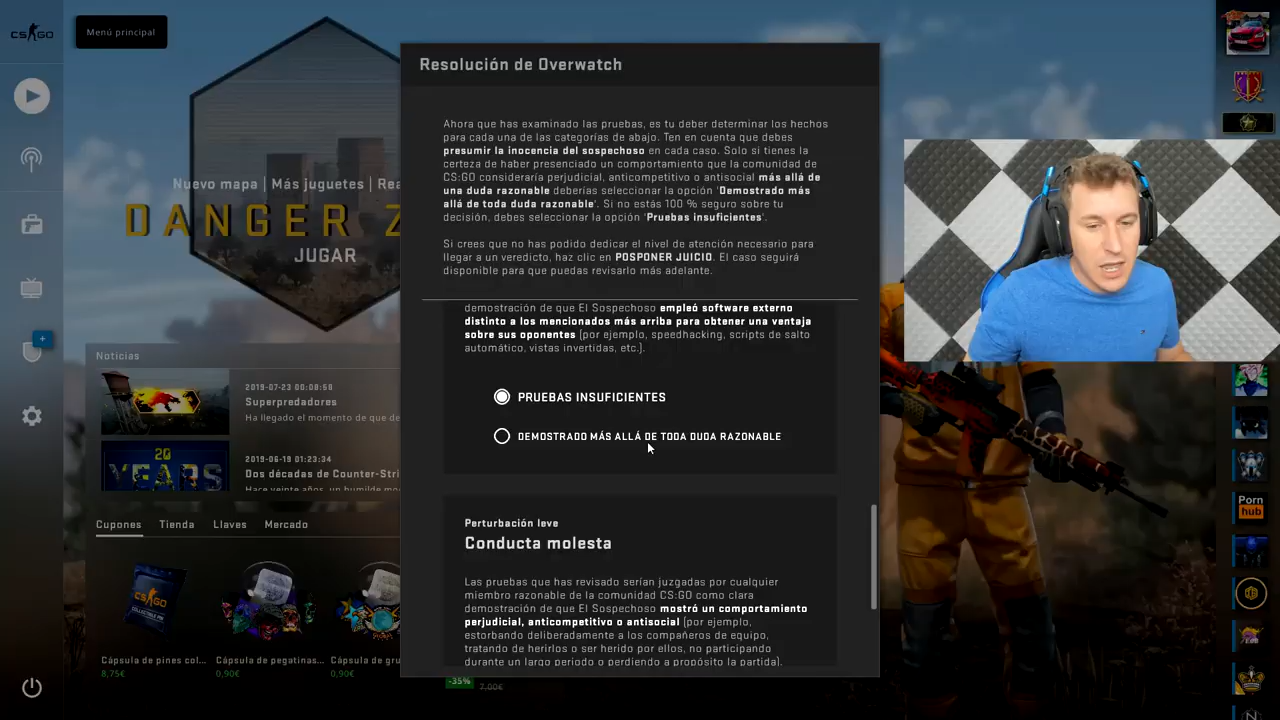 CS GO
Menú principal
Resolución de Overwatch
Ahora que has examinado las pruebas, es tu deber determinar los hechos
para cada una de las categorías de abajo. Ten en cuenta que debes
presumir la inocencia del sospechoso en cada caso. Solo si tienes la
certeza de haber presenciado un comportamiento que la comunidad de
CS:GO consideraría perjudicial, anticompetitivo o antisocial más allá de
una duda razonable deberías seleccionar la opción 'Demostrado más
allá de toda duda razonable'. Si no estás 100 % seguro sobre tu
decisión, debes seleccionar la opción 'Pruebas insuficientes'.
Si crees que no has podido dedicar el nivel de atención necesario para
llegar a un veredicto, haz clic en POSPONER JUICIO. El caso seguirá
disponible para que puedas revisarlo más adelante.
demostración de que El Sospechoso empleó software externo
distinto a los mencionados más arriba para obtener una ventaja
sobre sus oponentes (por ejemplo, speedhacking, scripts de salto
automático, vistas invertidas, etc.).
PRUEBAS INSUFICIENTES
DEMOSTRADO MÁS ALLÁ DE TODA DUDA RAZONABLE
Perturbación leve
Conducta molesta
Las pruebas que has revisado serían juzgadas por cualquier
miembro razonable de la comunidad CS:GO como clara
demostración de que El Sospechoso mostró un comportamiento
perjudicial, anticompetitivo o antisocial (por ejemplo,
estorbando deliberadamente a los compañeros de equipo,
tratando de herirlos o ser herido por ellos, no participando
durante un largo periodo o perdiendo a propósito la partida).
Nuevo mapa | Más juguetes | Rea
DANGER Z
JUGAR
Noticias
2019-07-23 00:08:50
Superpredadores
Ha llegado el momento de que de
2019-06-19 01:23:34
Dos décadas de Counter-Stri
Hace veinte años, un humilde mo
20
YEARS
Cupones Tienda Llaves Mercado
CS GO
COLLECTIBLE PIN
Cápsula de pines col...
8,75€
Cápsula de pegatinas...
0,90€
Cápsula de gru
0,90€
-35%
7,00€
Porn
hub